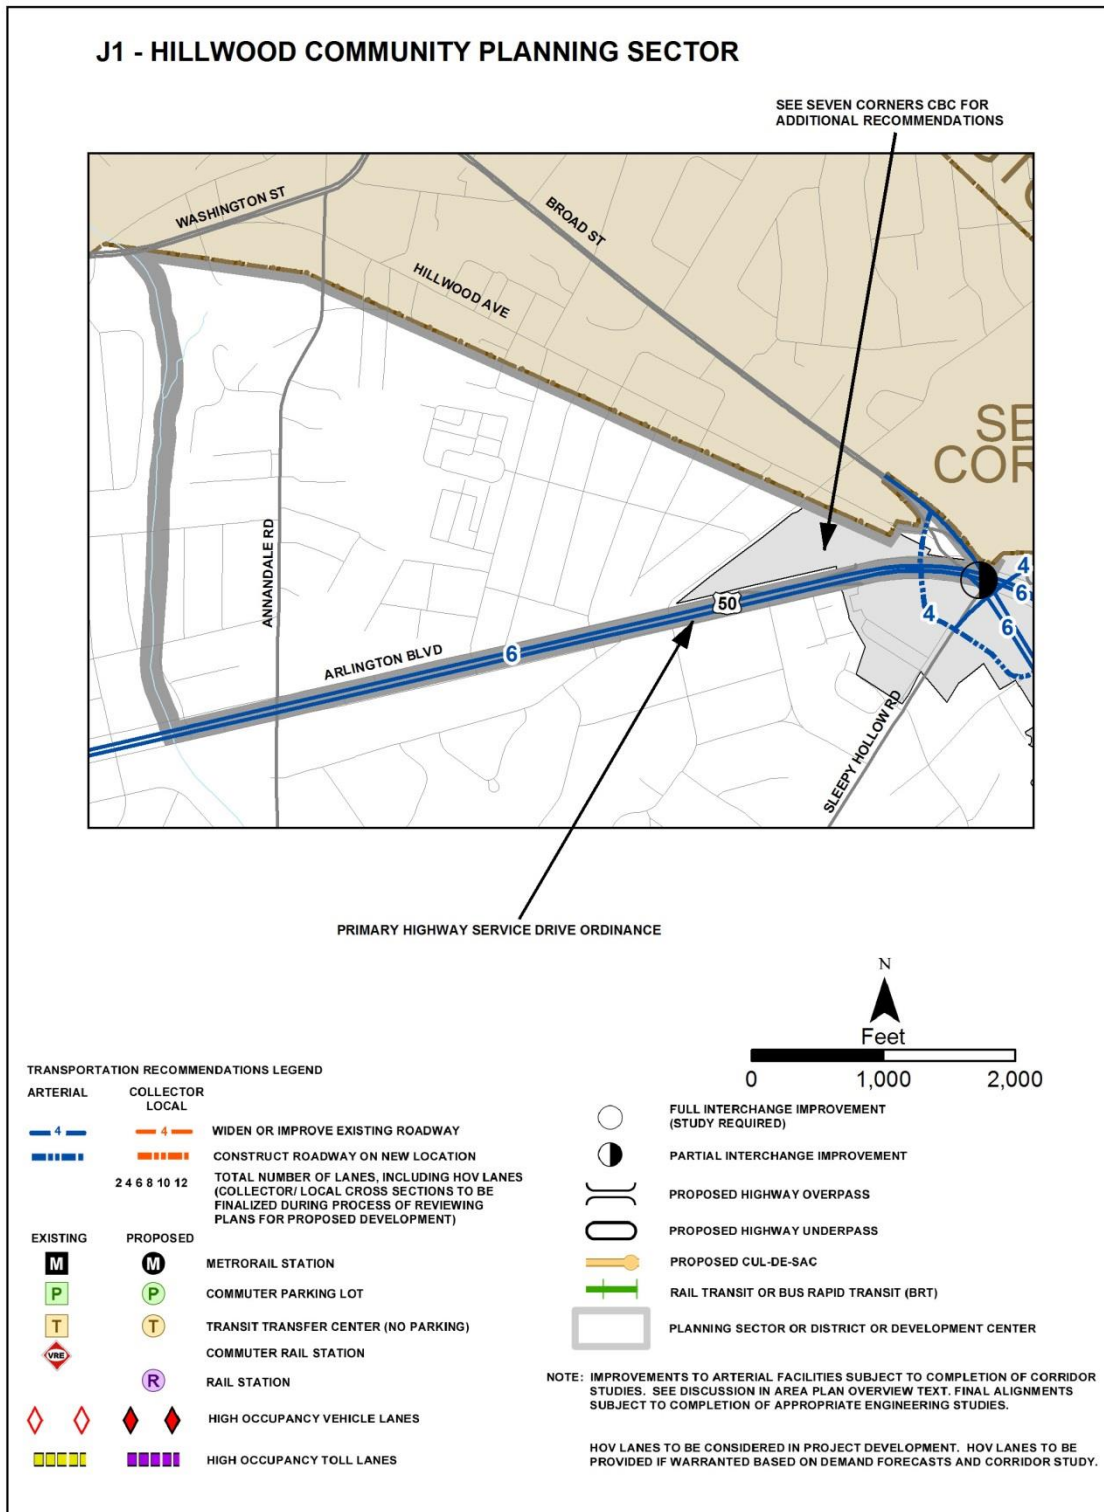 J1 - HILLWOOD COMMUNITY PLANNING SECTOR
SEE SEVEN CORNERS CBC FOR
ADDITIONAL RECOMMENDATIONS
WASHINGTON ST
BROAD ST
HILLWOOD AVE
SE
COR
ANNANDALE RD
ARLINGTON BLVD
6
50
4
4
6
6
SLEEPY HOLLOW RD
PRIMARY HIGHWAY SERVICE DRIVE ORDINANCE
N
Feet
0 1,000 2,000
TRANSPORTATION RECOMMENDATIONS LEGEND
ARTERIAL
COLLECTOR
LOCAL
4 4 WIDEN OR IMPROVE EXISTING ROADWAY
CONSTRUCT ROADWAY ON NEW LOCATION
2 4 6 8 10 12 TOTAL NUMBER OF LANES, INCLUDING HOV LANES
(COLLECTOR/ LOCAL CROSS SECTIONS TO BE
FINALIZED DURING PROCESS OF REVIEWING
PLANS FOR PROPOSED DEVELOPMENT)
EXISTING PROPOSED
M M METRORAIL STATION
P P COMMUTER PARKING LOT
T T TRANSIT TRANSFER CENTER (NO PARKING)
VRE COMMUTER RAIL STATION
R RAIL STATION
HIGH OCCUPANCY VEHICLE LANES
HIGH OCCUPANCY TOLL LANES
FULL INTERCHANGE IMPROVEMENT
(STUDY REQUIRED)
PARTIAL INTERCHANGE IMPROVEMENT
PROPOSED HIGHWAY OVERPASS
PROPOSED HIGHWAY UNDERPASS
PROPOSED CUL-DE-SAC
RAIL TRANSIT OR BUS RAPID TRANSIT (BRT)
PLANNING SECTOR OR DISTRICT OR DEVELOPMENT CENTER
NOTE: IMPROVEMENTS TO ARTERIAL FACILITIES SUBJECT TO COMPLETION OF CORRIDOR
STUDIES. SEE DISCUSSION IN AREA PLAN OVERVIEW TEXT. FINAL ALIGNMENTS
SUBJECT TO COMPLETION OF APPROPRIATE ENGINEERING STUDIES.
HOV LANES TO BE CONSIDERED IN PROJECT DEVELOPMENT. HOV LANES TO BE
PROVIDED IF WARRANTED BASED ON DEMAND FORECASTS AND CORRIDOR STUDY.